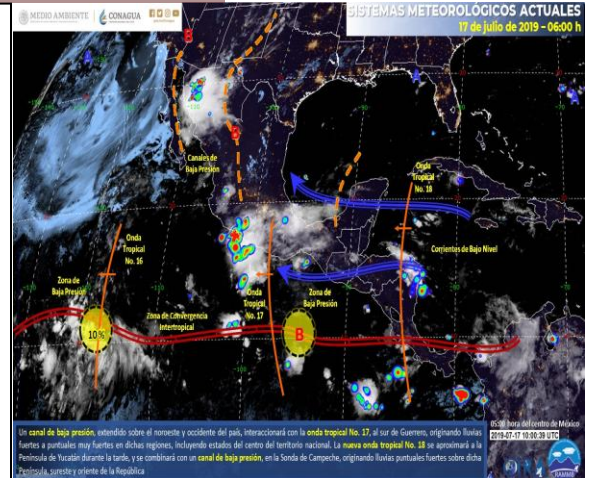 MEDIO AMBIENTE
CONAGUA
SISTEMAS METEOROLÓGICOS ACTUALES
17 de julio de 2019 – 06:00 h
B
A
A
A
B
Canales de
Baja Presión
Onda
Tropical
No. 18
Onda
Tropical
No. 16
Corrientes de Bajo Nivel
Zona de
Baja Presión
Zona de Convergencia
Intertropical
Onda
Tropical
No. 17
Zona de
Baja Presión
10%
B
Un canal de baja presión, extendido sobre el noroeste y occidente del país, interaccionará con la onda tropical No. 17, al sur de Guerrero, originando lluvias
fuertes a puntuales muy fuertes en dichas regiones, incluyendo estados del centro del territorio nacional. La nueva onda tropical No. 18 se aproximará a la
Península de Yucatán durante la tarde, y se combinará con un canal de baja presión, en la Sonda de Campeche, originando lluvias puntuales fuertes sobre dicha
Península, sureste y oriente de la República
05:00 hora del centro de México
2019-07-17 10:00:39 UTC
RAMMB